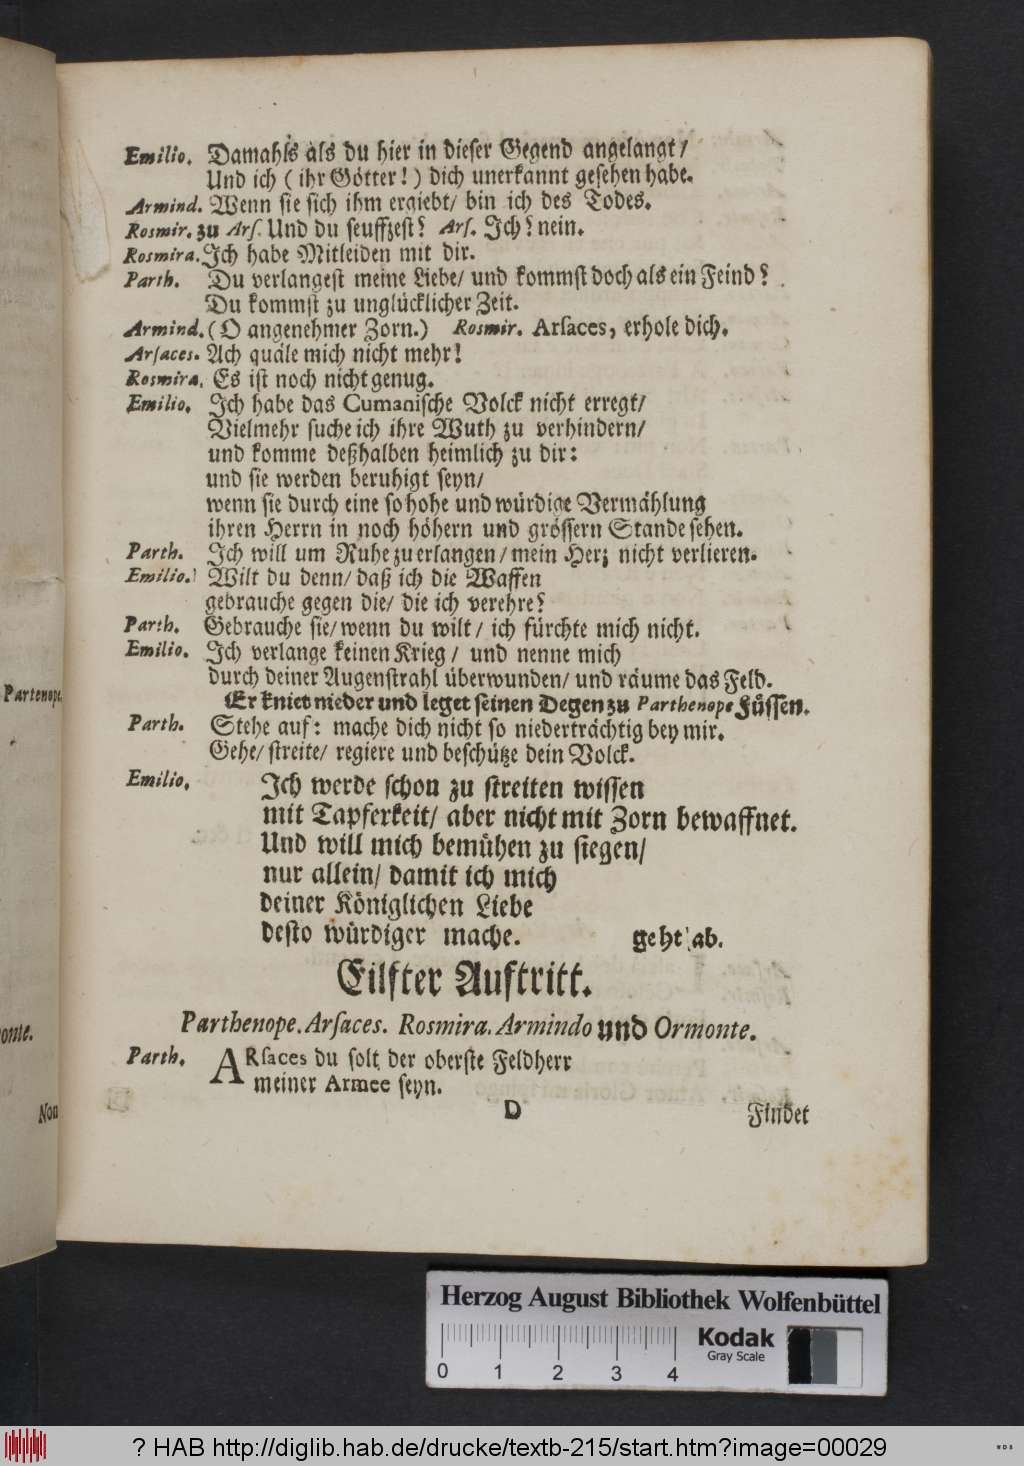 Emilio. Damahls als du hier in dieser Gegend angelangt/
Und ich ( ihr Götter! ) dich unerkannt gesehen habe.
Armind. Wenn sie sich ihm ergiebt/ bin ich des Todes.
Rosmir. zu Ars. Und du seuffzest? Ars. Ich? nein.
Rosmira. Ich habe Mitleiden mit dir.
Parth. Du verlangest meine Liebe/ und kommst doch als ein Feind?
Du kommst zu unglücklicher Zeit.
Armind. ( O angenehmer Zorn. ) Rosmir. Arsaces, erhole dich.
Arsaces. Ach quäle mich nicht mehr!
Rosmira. Es ist noch nicht genug.
Emilio. Ich habe das Cumanische Volck nicht erregt/
Vielmehr suche ich ihre Wuth zu verhindern/
und komme deßhalben heimlich zu dir:
und sie werden beruhigt seyn/
wenn sie durch eine so hohe und würdige Vermählung
ihren Herrn in noch höhern und grössern Stande sehen.
Parth. Ich will um Ruhe zu erlangen/ mein Herz nicht verlieren.
Emilio. Wilt du denn/ daß ich die Waffen
gebrauche gegen die/ die ich verehre?
Parth. Gebrauche sie/ wenn du wilt/ ich fürchte mich nicht.
Emilio. Ich verlange keinen Krieg/ und nenne mich
durch deiner Augenstrahl überwunden/ und räume das Feld.
Er kniet nieder und leget seinen Degen zu Parthenope Füssen.
Parth. Stehe auf: mache dich nicht so niederträchtig bey mir.
Gehe/ streite/ regiere und beschütze dein Volck.
Emilio. Ich werde schon zu streiten wissen
mit Tapferkeit/ aber nicht mit Zorn bewaffnet.
Und will mich bemühen zu siegen/
nur allein/ damit ich mich
deiner Königlichen Liebe
desto würdiger mache. geht ab.
Eilfter Auftritt.
Parthenope. Arsaces. Rosmira. Armindo und Ormonte.
Parth. ARsaces du solt der oberste Feldherr
meiner Armee seyn.
D Findet
Partenope.
onte.
Non
Herzog August Bibliothek Wolfenbüttel
Kodak
Gray Scale
0 1 2 3 4
? HAB http://diglib.hab.de/drucke/textb-215/start.htm?image=00029